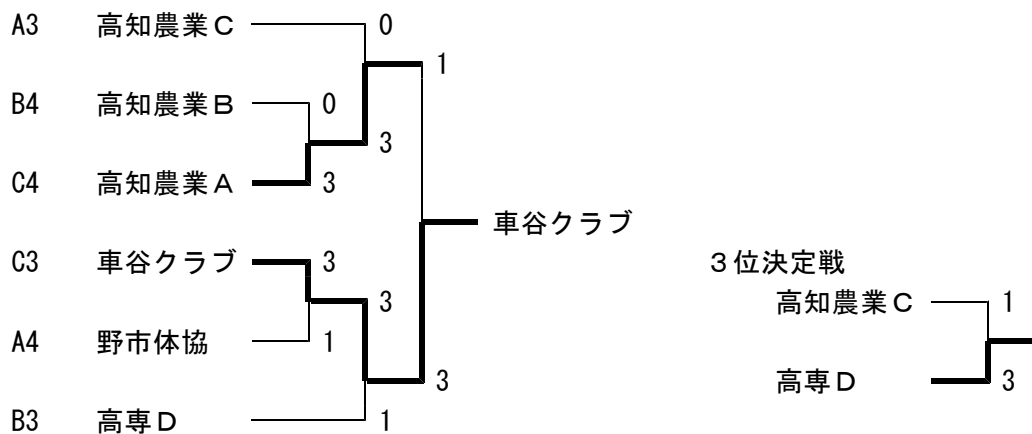 A3 高知農業C 0
1
B4 高知農業B 0
3
C4 高知農業A 3
車谷クラブ
C3 車谷クラブ 3
3位決定戦
3
高知農業C 1
A4 野市体協 1
3
高専D 3
B3 高専D 1